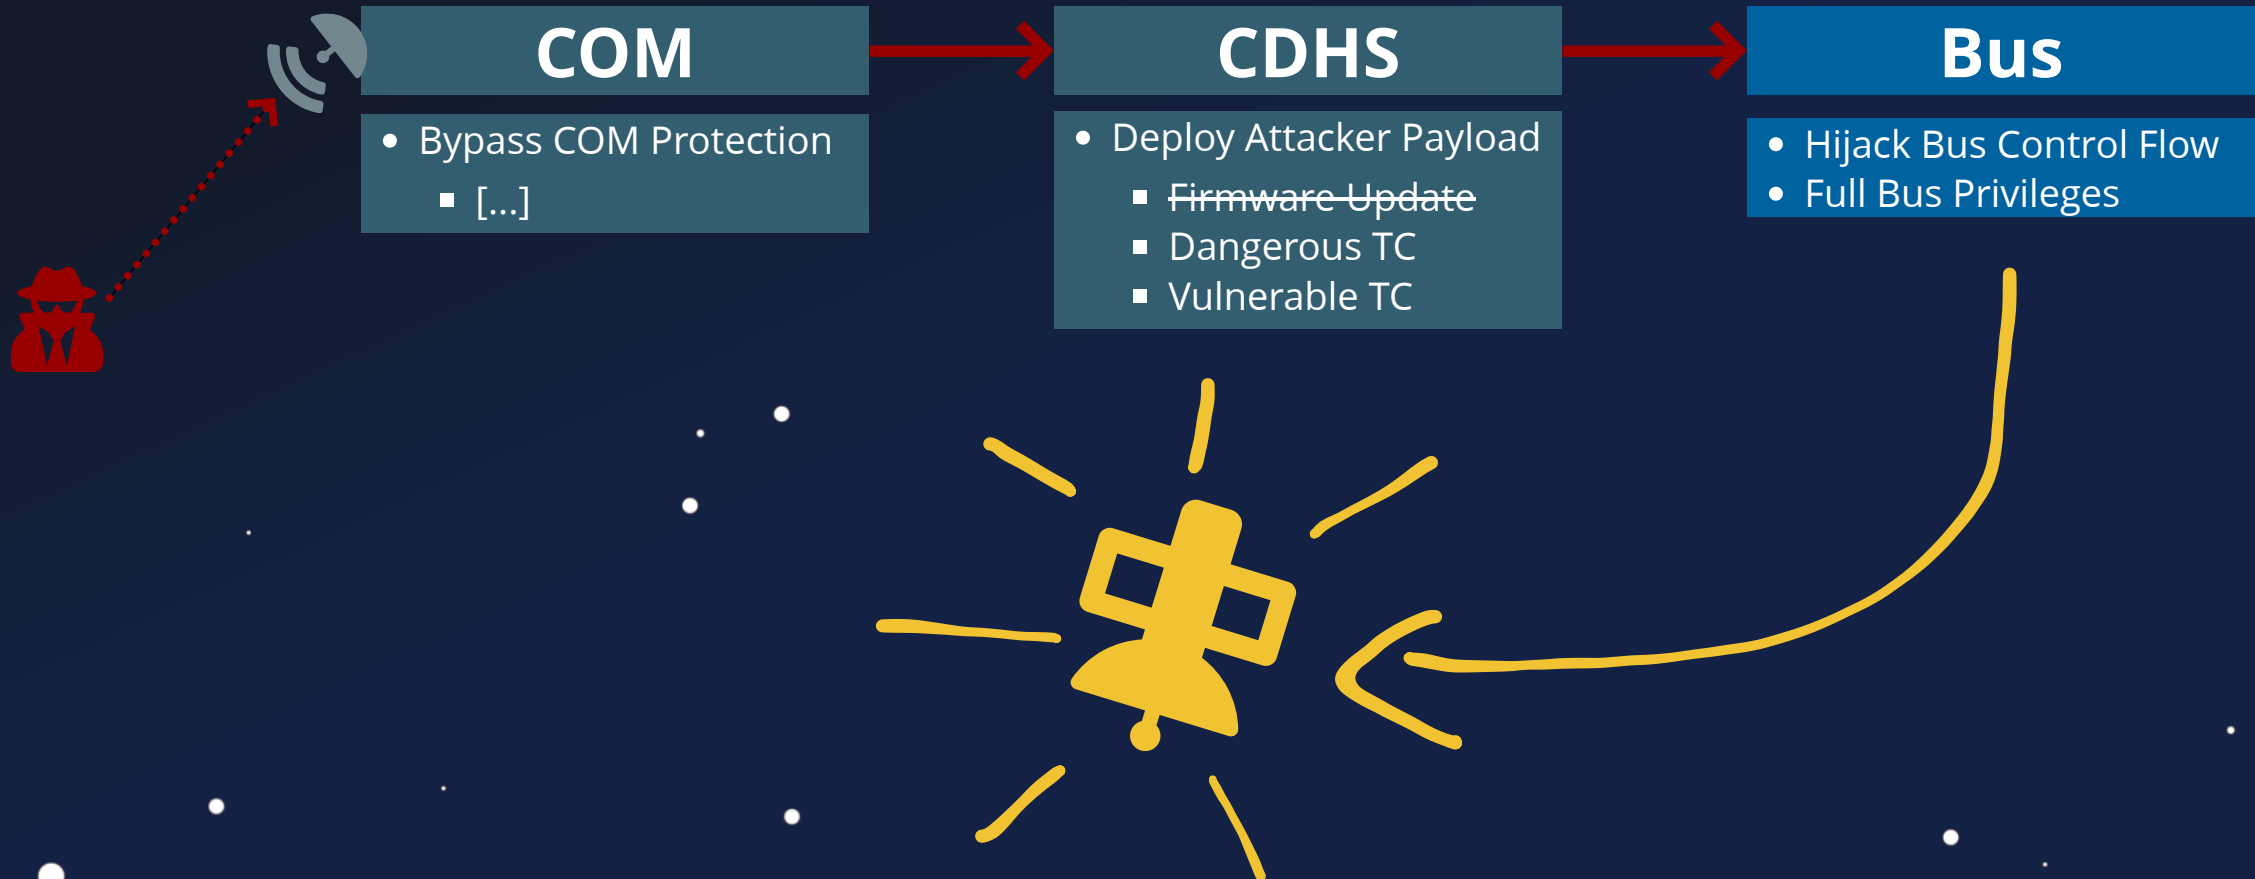 COM
Bypass COM Protection
[...]
CDHS
Deploy Attacker Payload
Firmware Update
Dangerous TC
Vulnerable TC
Bus
Hijack Bus Control Flow
Full Bus Privileges